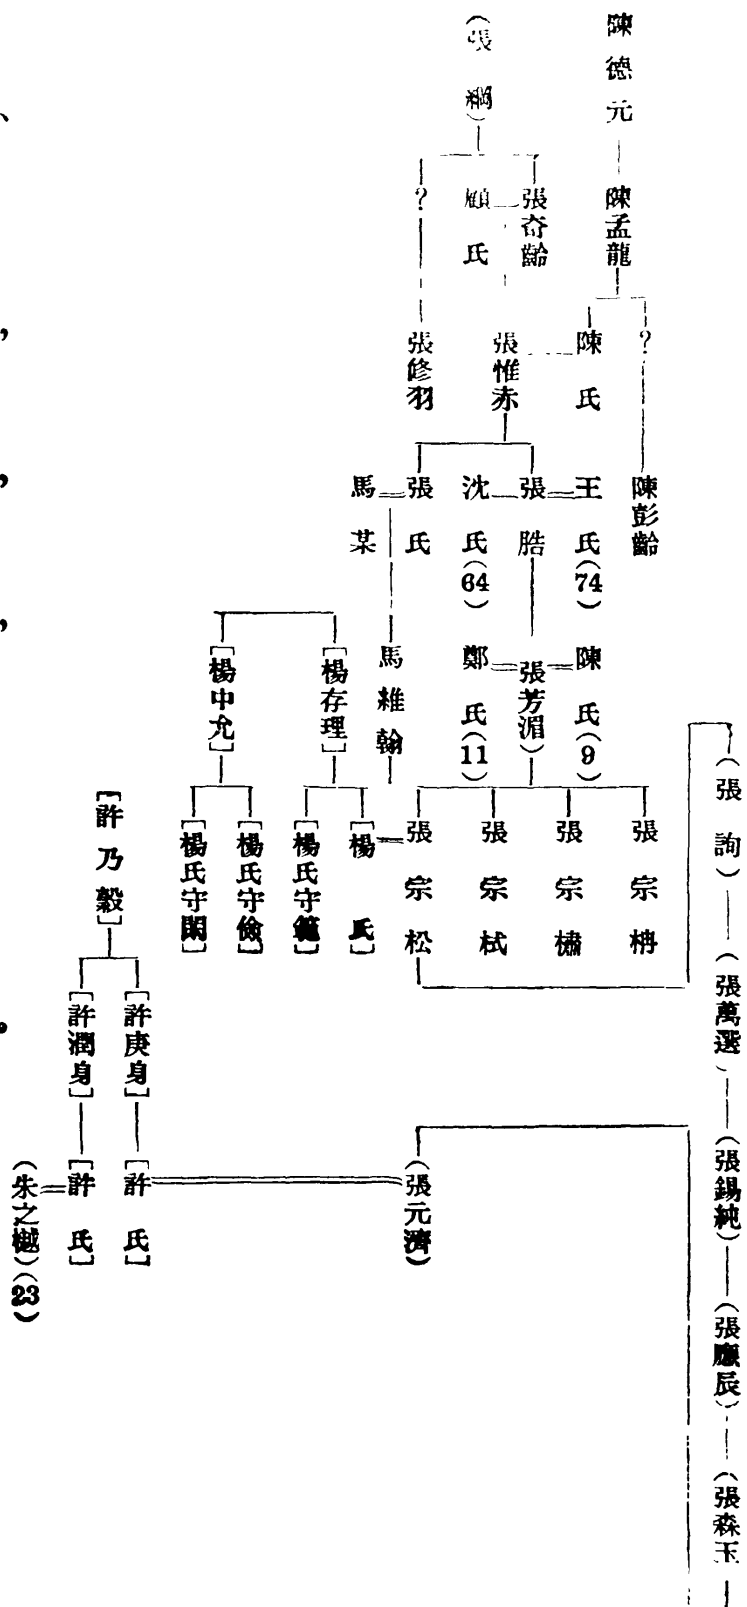 陳德元
陳孟龍
？
陳氏
陳彭齡
(張綱)
張奇齡
顧氏
？
張惟赤
張修羽
王氏(74)
張晧
沈氏(64)
張氏
馬某
陳氏(9)
張芳湄)
鄭氏(11)
馬維翰
[楊存理]
[楊中允]
張宗柟
張宗橚
張宗栻
張宗松
[楊氏]
[楊氏守範]
[楊氏守儉]
[楊氏守閑]
(張詢)
(張萬選)
(張錫純)
(張應辰)
(張森玉)
(張元濟)
[許乃穀]
[許庚身]
[許潤身]
[許氏]
[許氏]
(朱之樾)(23)